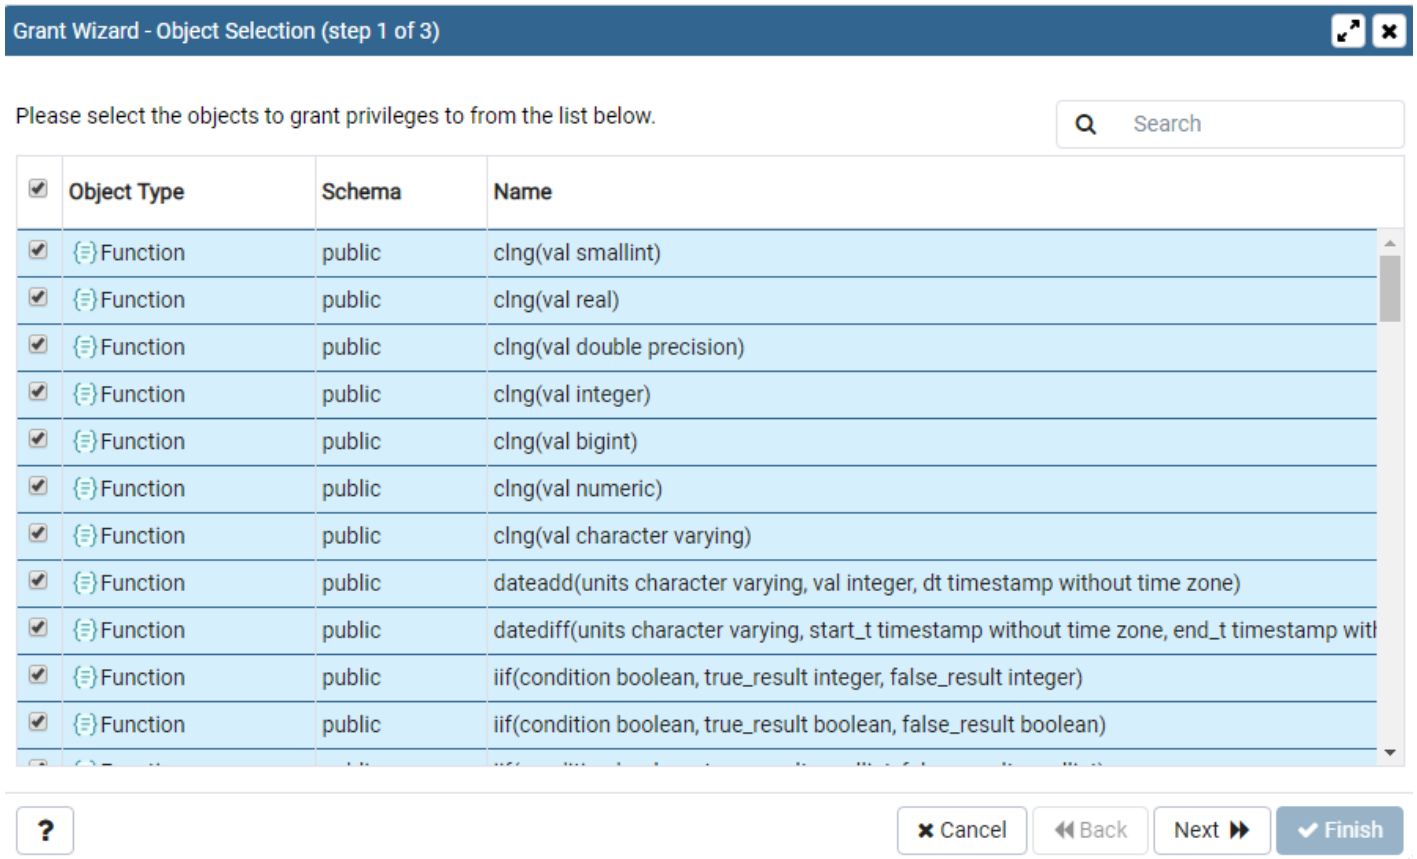 Grant Wizard - Object Selection (step 1 of 3)
Please select the objects to grant privileges to from the list below.
Search
Object Type Schema Name
Function public clng(val smallint)
Function public clng(val real)
Function public clng(val double precision)
Function public clng(val integer)
Function public clng(val bigint)
Function public clng(val numeric)
Function public clng(val character varying)
Function public dateadd(units character varying, val integer, dt timestamp without time zone)
Function public datediff(units character varying, start_t timestamp without time zone, end_t timestamp with
Function public iif(condition boolean, true_result integer, false_result integer)
Function public iif(condition boolean, true_result boolean, false_result boolean)
? Cancel Back Next Finish